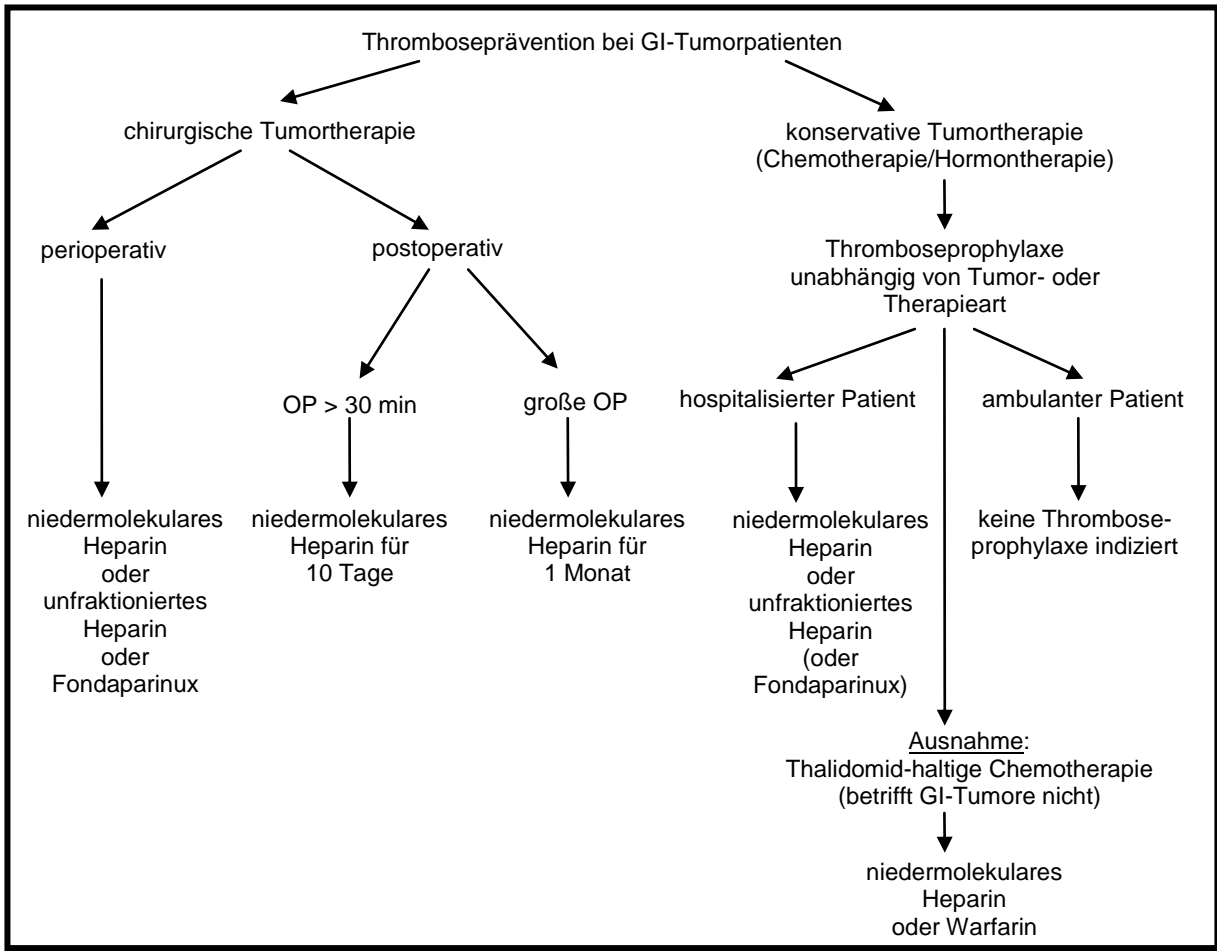 Thromboseprävention bei GI-Tumorpatienten
chirurgische Tumortherapie
konservative Tumortherapie
(Chemotherapie/Hormontherapie)
perioperativ
postoperativ
Thromboseprophylaxe
unabhängig von Tumor- oder
Therapieart
OP > 30 min
große OP
hospitalisierter Patient
ambulanter Patient
niedermolekulares
Heparin
oder
unfraktioniertes
Heparin
oder
Fondaparinux
niedermolekulares
Heparin für
10 Tage
niedermolekulares
Heparin für
1 Monat
niedermolekulares
Heparin
oder
unfraktioniertes
Heparin
(oder
Fondaparinux)
keine Thrombose-
prophylaxe indiziert
Ausnahme:
Thalidomid-haltige Chemotherapie
(betrifft GI-Tumore nicht)
niedermolekulares
Heparin
oder Warfarin